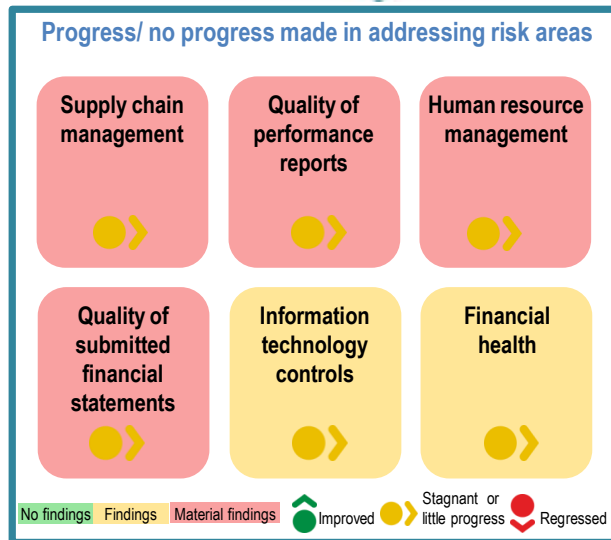 Progress/ no progress made in addressing risk areas
Supply chain
management
Quality of
performance
reports
Human resource
management
Quality of
submitted
financial
statements
Information
technology
controls
Financial
health
No findings
Findings
Material findings
Improved
Stagnant or
little progress
Regressed